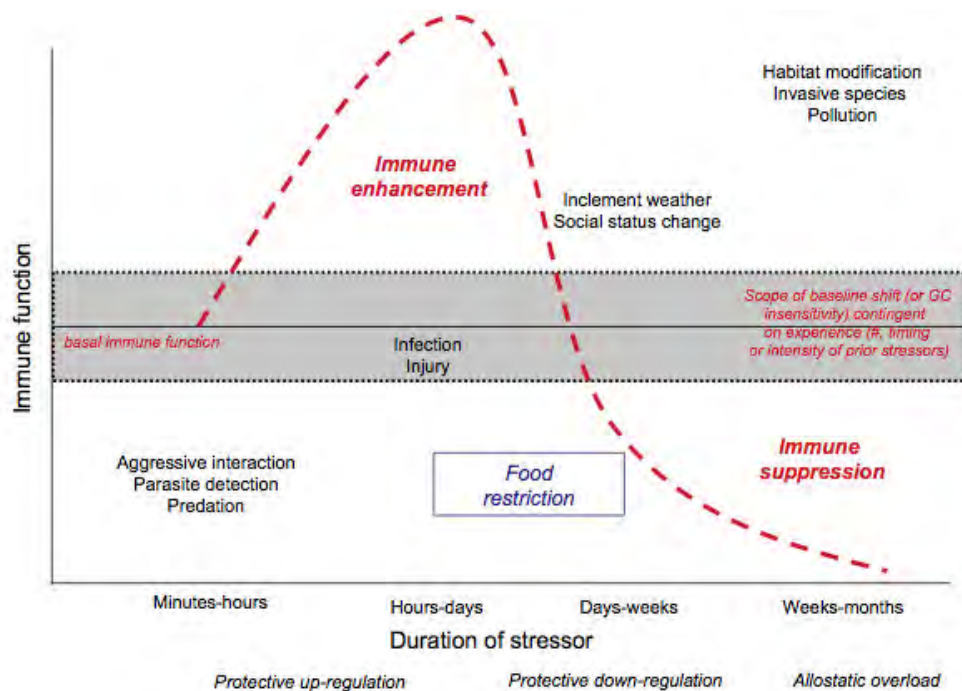 Habitat modification
Invasive species
Pollution
Immune
enhancement
Inclement weather
Social status change
Immune function
Scope of baseline shift (or GC
insensitivity) contingent
on experience (#, timing
or intensity of prior stressors)
basal immune function
Infection
Injury
Aggressive interaction
Parasite detection
Predation
Food
restriction
Immune
suppression
Minutes-hours
Hours-days
Days-weeks
Weeks-months
Duration of stressor
Protective up-regulation
Protective down-regulation
Allostatic overload